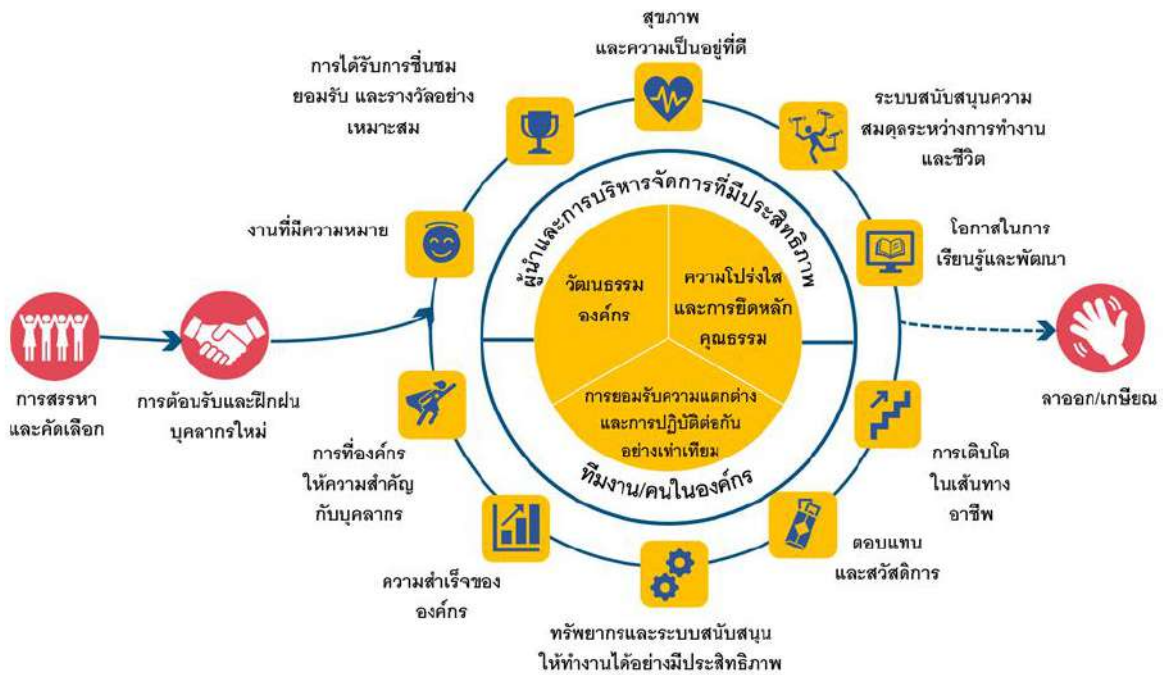 สุขภาพ
และความเป็นอยู่ที่ดี
การได้รับการชื่นชม
ยอมรับ และรางวัลอย่าง
เหมาะสม
ระบบสนับสนุนความ
สมดุลระหว่างการทำงาน
และชีวิต
งานที่มีความหมาย
โอกาสในการ
เรียนรู้และพัฒนา
ผู้นำและการบริหารจัดการที่มีประสิทธิภาพ
วัฒนธรรม
องค์กร
ความโปร่งใส
และการยึดหลัก
คุณธรรม
การยอมรับความแตกต่าง
และการปฏิบัติต่อกัน
อย่างเท่าเทียม
ทีมงาน/คนในองค์กร
การสรรหา
และคัดเลือก
การต้อนรับและฝึกฝน
บุคลากรใหม่
ลาออก/เกษียณ
การที่องค์กร
ให้ความสำคัญ
กับบุคลากร
การเติบโต
ในเส้นทาง
อาชีพ
ความสำเร็จของ
องค์กร
ตอบแทน
และสวัสดิการ
ทรัพยากรและระบบสนับสนุน
ให้ทำงานได้อย่างมีประสิทธิภาพ